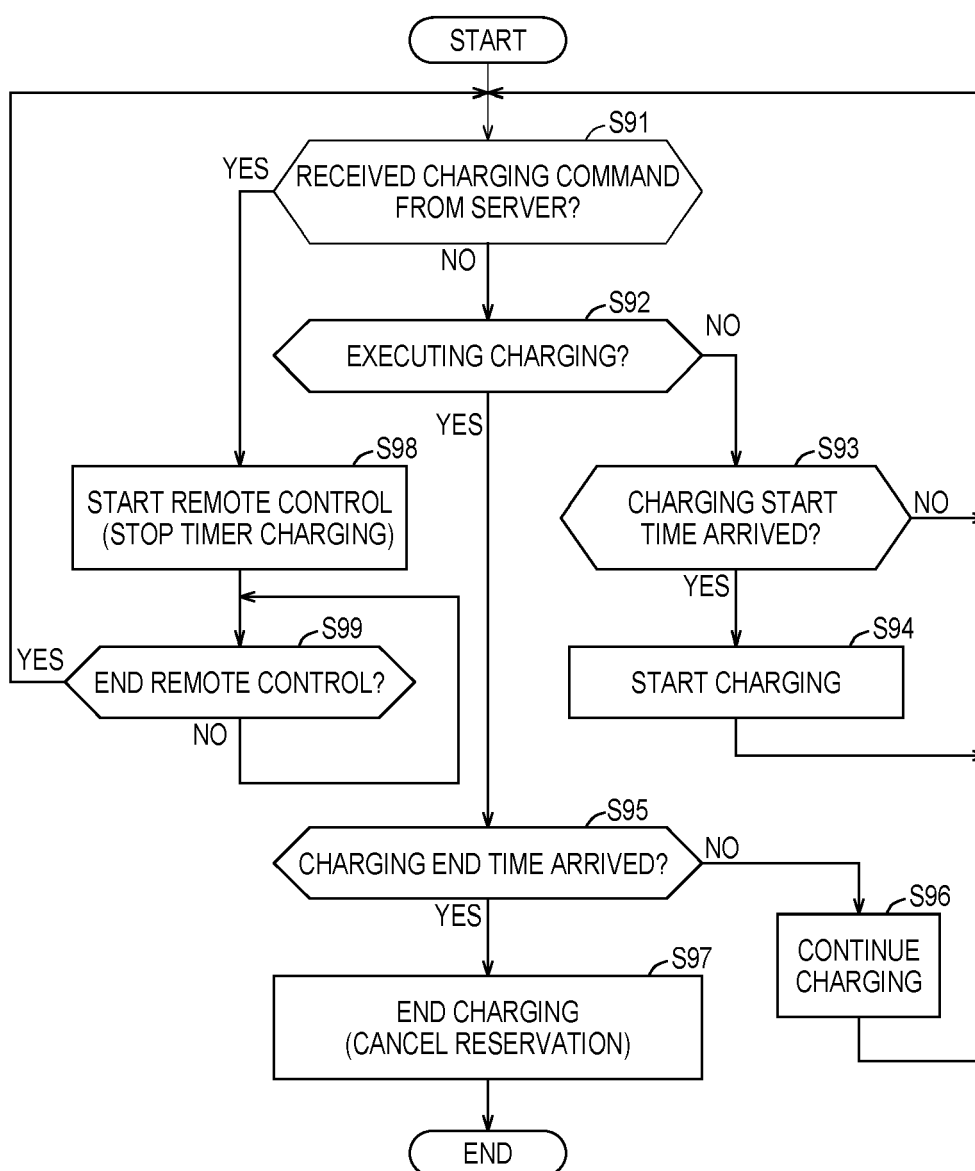 START
S91
YES
RECEIVED CHARGING COMMAND
FROM SERVER?
NO
S92
NO
EXECUTING CHARGING?
YES
S98
START REMOTE CONTROL
(STOP TIMER CHARGING)
S93
CHARGING START
TIME ARRIVED?
NO
YES
S99
YES
END REMOTE CONTROL?
NO
S94
START CHARGING
S95
CHARGING END TIME ARRIVED?
NO
YES
S96
CONTINUE
CHARGING
S97
END CHARGING
(CANCEL RESERVATION)
END